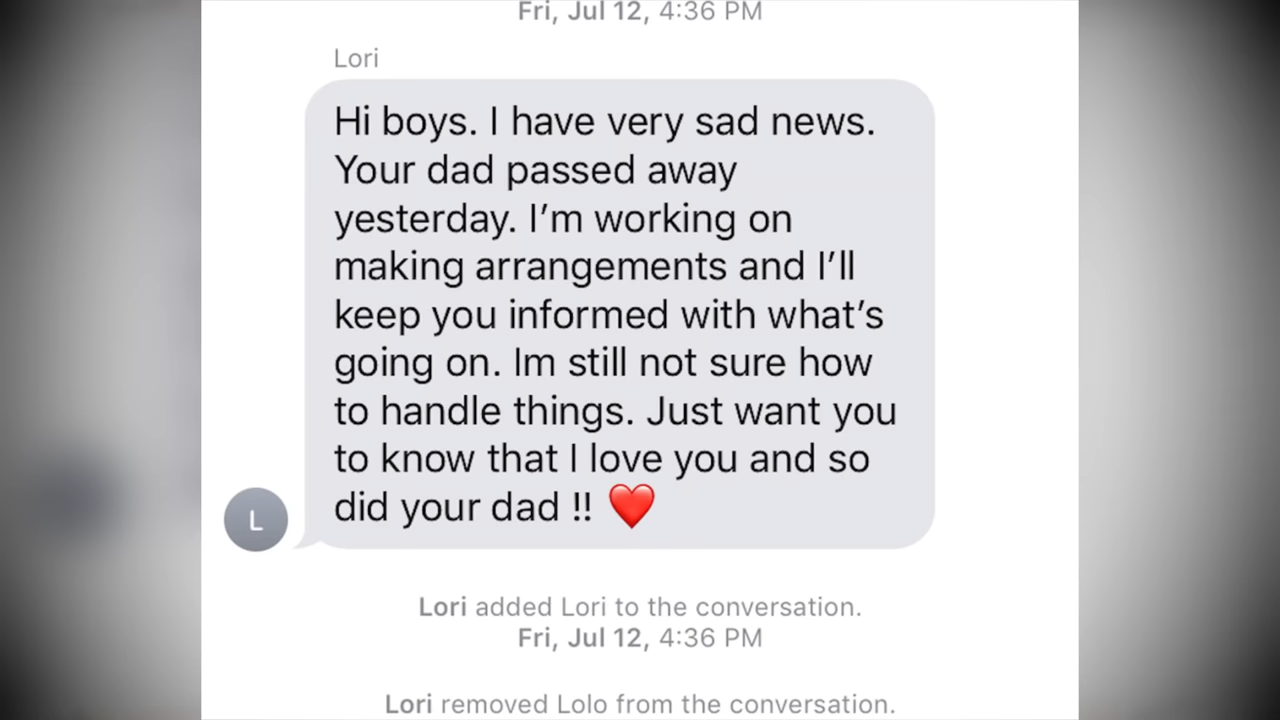 Fri, Jul 12, 4:36 PM
Lori
Hi boys. I have very sad news.
Your dad passed away
yesterday. I’m working on
making arrangements and I’ll
keep you informed with what’s
going on. Im still not sure how
to handle things. Just want you
to know that I love you and so
did your dad !! ❤️
L
Lori added Lori to the conversation.
Fri, Jul 12, 4:36 PM
Lori removed Lolo from the conversation.